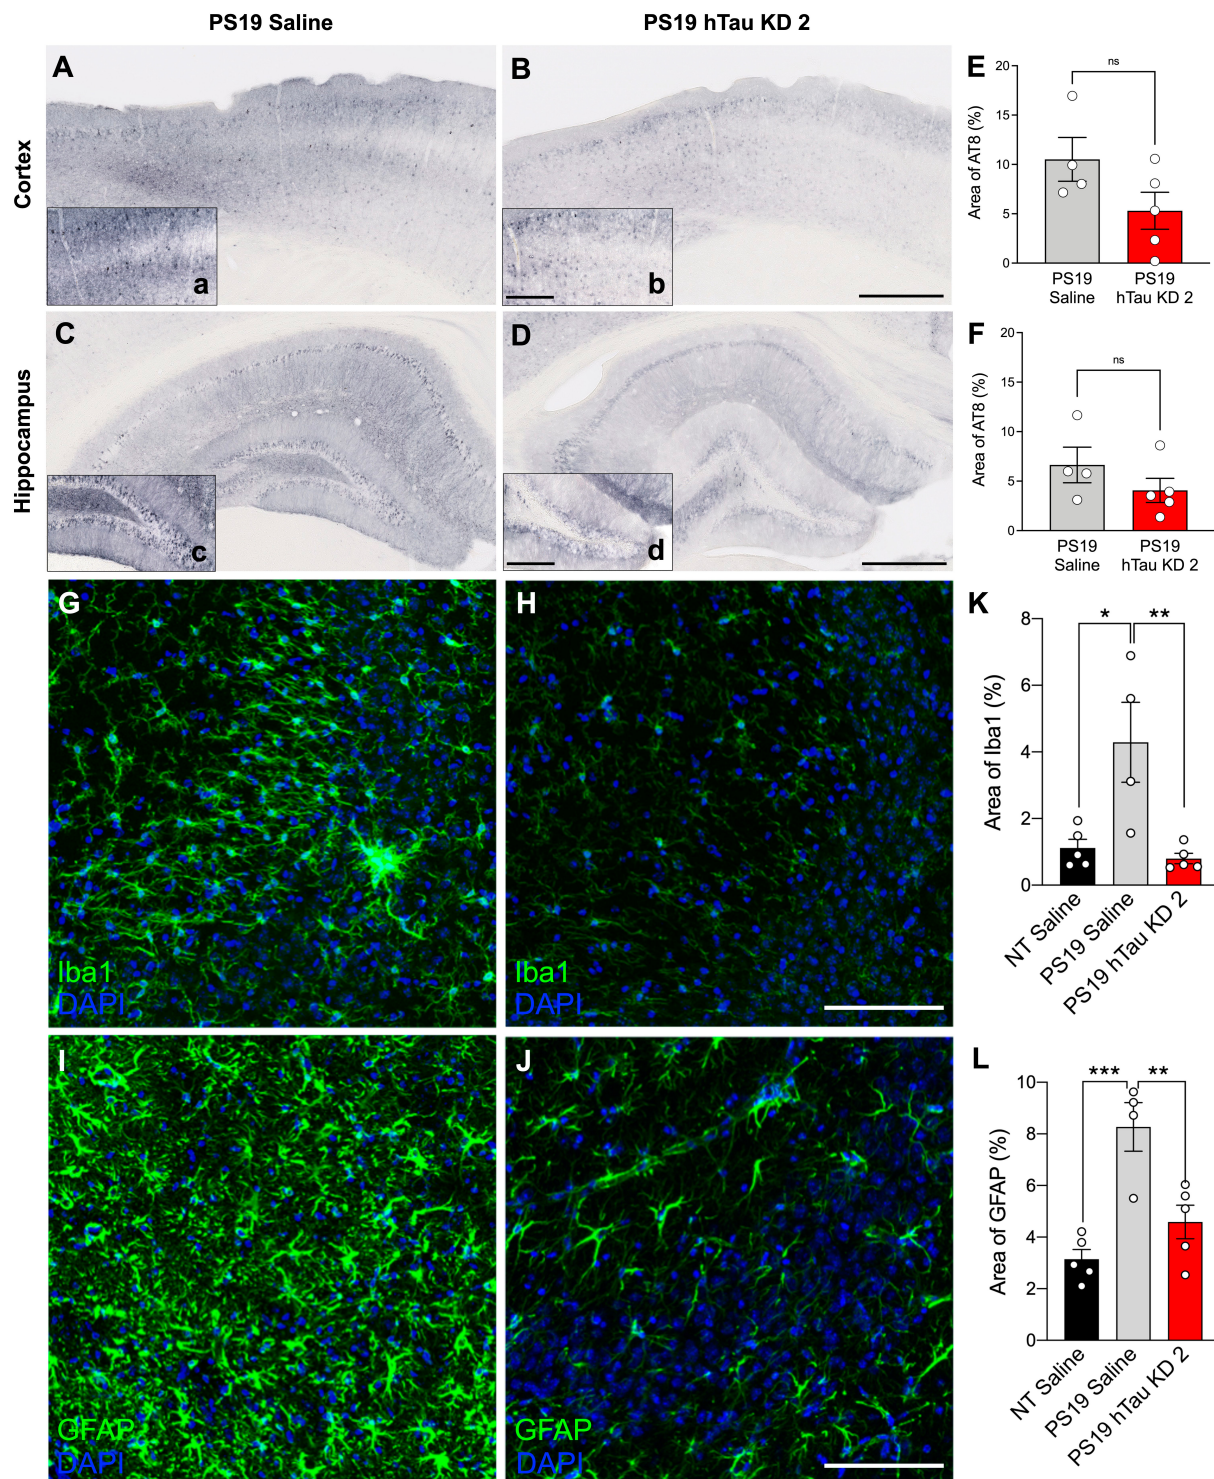 PS19 Saline
PS19 hTau KD 2
Cortex
A
a
B
b
E
Area of AT8 (%)
20
15
10
5
0
ns
PS19
Saline
PS19
hTau KD 2
Hippocampus
C
c
D
d
F
Area of AT8 (%)
20
15
10
5
0
ns
PS19
Saline
PS19
hTau KD 2
G
Iba1
DAPI
H
Iba1
DAPI
K
Area of Iba1 (%)
8
6
4
2
0
*
**
NT Saline
PS19 Saline
PS19 hTau KD 2
I
GFAP
DAPI
J
GFAP
DAPI
L
Area of GFAP (%)
10
8
6
4
2
0
***
**
NT Saline
PS19 Saline
PS19 hTau KD 2